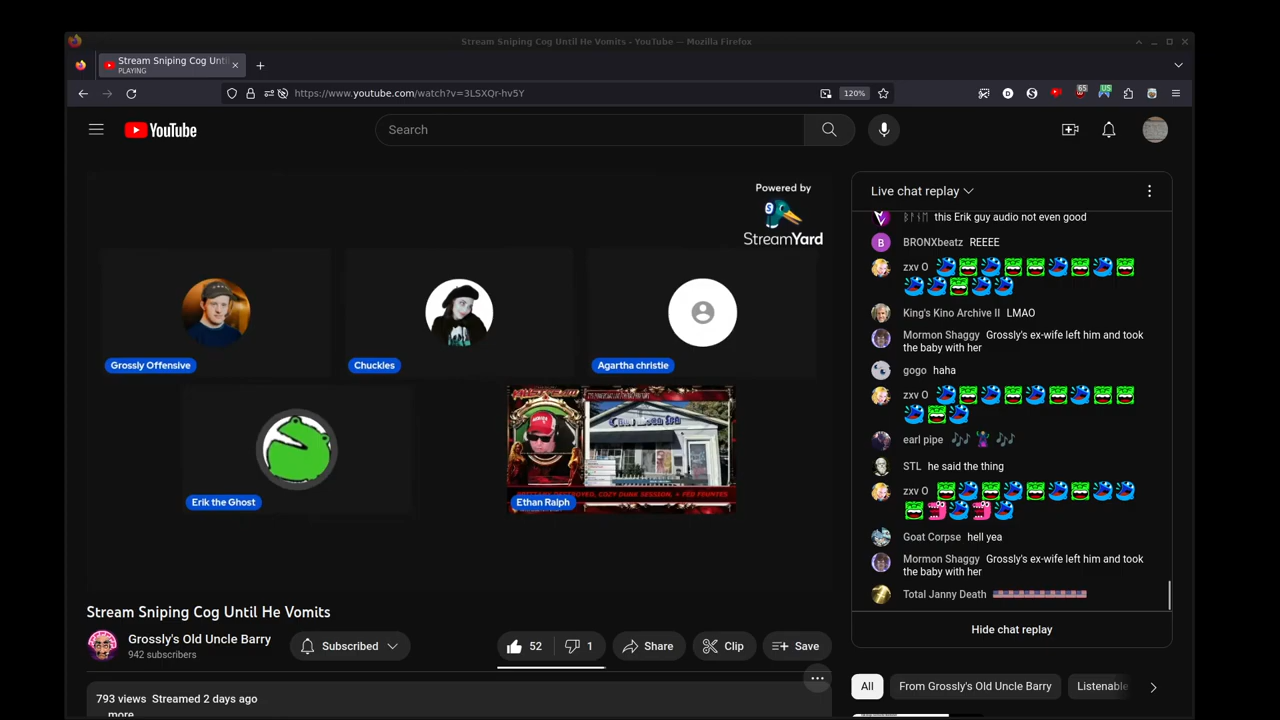 Stream Sniping Cog Until He Vomits - YouTube — Mozilla Firefox
Stream Sniping Cog Unti
PLAYING
https://www.youtube.com/watch?v=3LSXQr-hv5Y
120%
65
US
YouTube
Search
Powered by
StreamYard
Grossly Offensive
Chuckles
Agartha christie
Erik the Ghost
Ethan Ralph
Stream Sniping Cog Until He Vomits
Grossly's Old Uncle Barry
942 subscribers
Subscribed
52
1
Share
Clip
Save
793 views Streamed 2 days ago
more
Live chat replay
ᚱᚨᚾᛖ this Erik guy audio not even good
B
BRONXbeatz REEEE
zxv O
King's Kino Archive II LMAO
Mormon Shaggy Grossly's ex-wife left him and took
the baby with her
gogo haha
zxv O
earl pipe 🎶 🎶
STL he said the thing
zxv O
Goat Corpse hell yea
Mormon Shaggy Grossly's ex-wife left him and took
the baby with her
Total Janny Death
Hide chat replay
All
From Grossly's Old Uncle Barry
Listenable